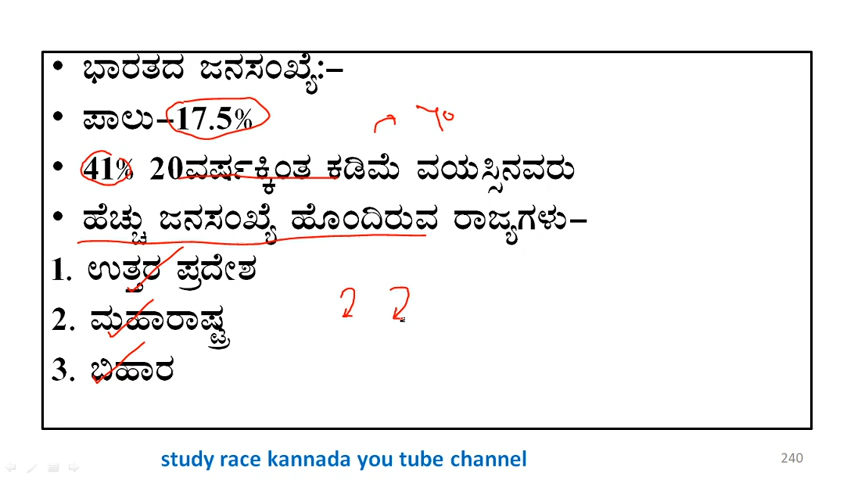 • ಭಾರತದ ಜನಸಂಖ್ಯೆ:–
• ಪಾಲು–17.5%
• 41% 20ವರ್ಷಕ್ಕಿಂತ ಕಡಿಮೆ ವಯಸ್ಸಿನವರು
• ಹೆಚ್ಚು ಜನಸಂಖ್ಯೆ ಹೊಂದಿರುವ ರಾಜ್ಯಗಳು–
1. ಉತ್ತರ ಪ್ರದೇಶ
2. ಮಹಾರಾಷ್ಟ್ರ
3. ಬಿಹಾರ
study race kannada you tube channel
240